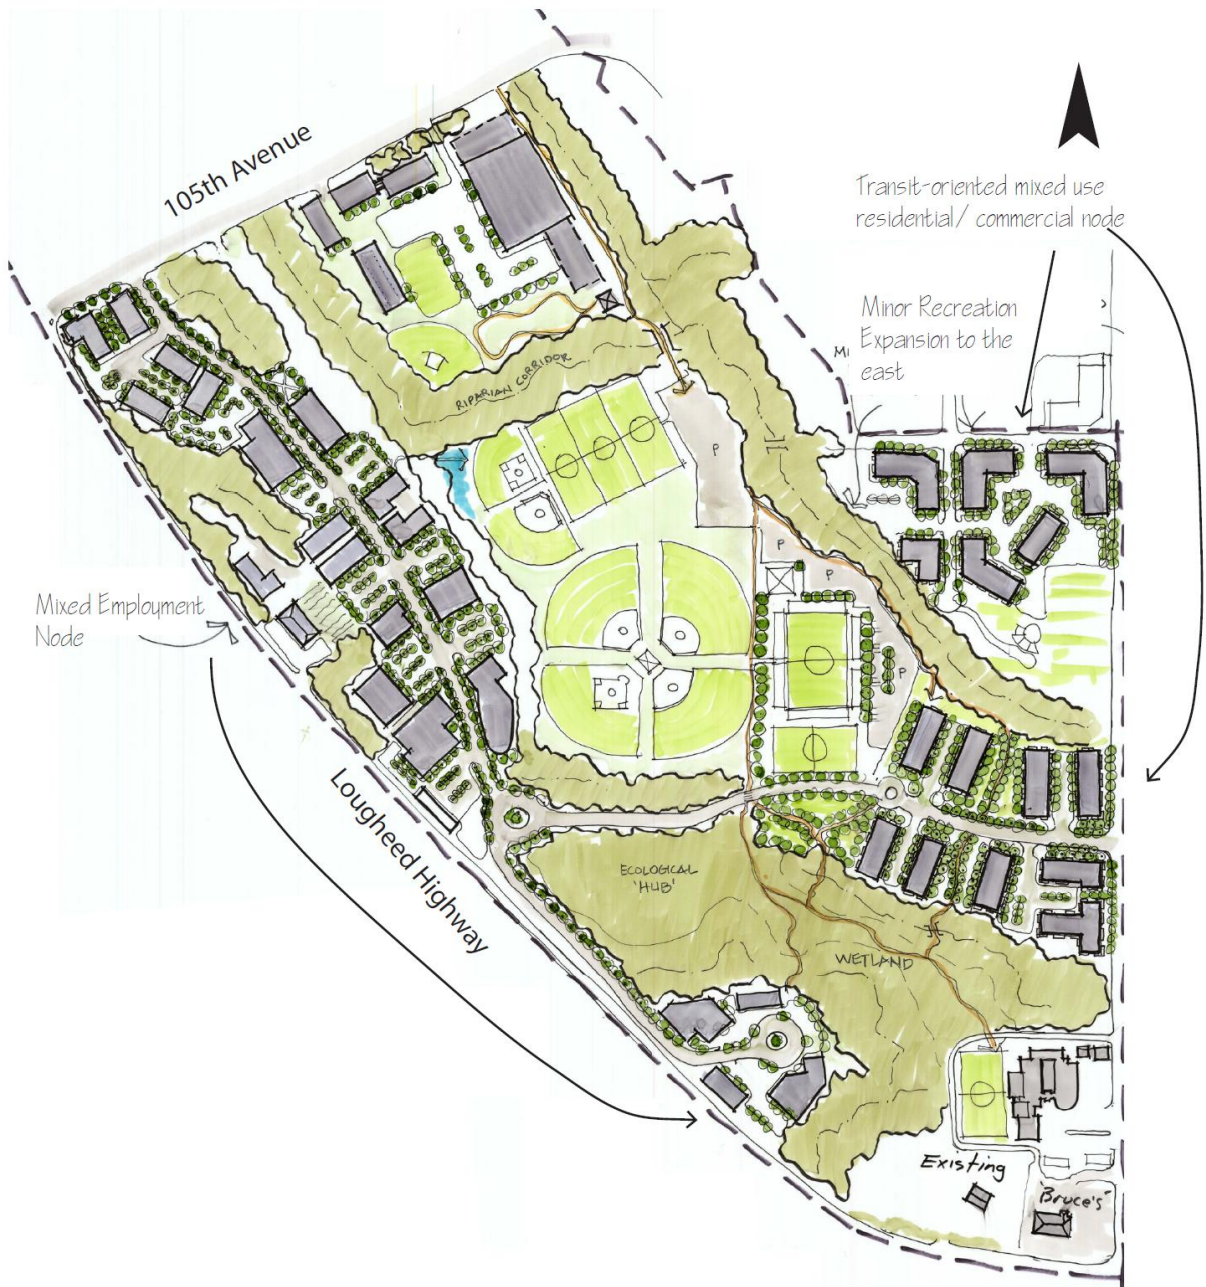 105th Avenue
Transit-oriented mixed use
residential/ commercial node
Minor Recreation
Expansion to the
east
RIPARIAN CORRIDOR
P
P
P
P
Mixed Employment
Node
Lougheed Highway
ECOLOGICAL
'HUB'
WETLAND
Existing
'Bruce's'